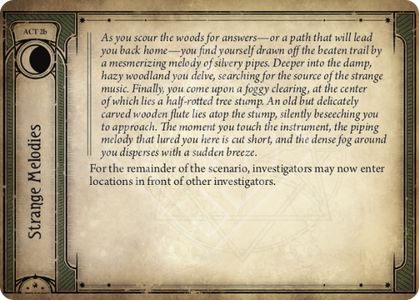 ACT 2b
Strange Melodies
As you scour the woods for answers—or a path that will lead
you back home—you find yourself drawn off the beaten trail by
a mesmerizing melody of silvery pipes. Deeper into the damp,
hazy woodland you delve, searching for the source of the strange
music. Finally, you come upon a foggy clearing, at the center
of which lies a half-rotted tree stump. An old but delicately
carved wooden flute lies atop the stump, silently beseeching you
to approach. The moment you touch the instrument, the piping
melody that lured you here is cut short, and the dense fog around
you disperses with a sudden breeze.
For the remainder of the scenario, investigators may now enter
locations in front of other investigators.